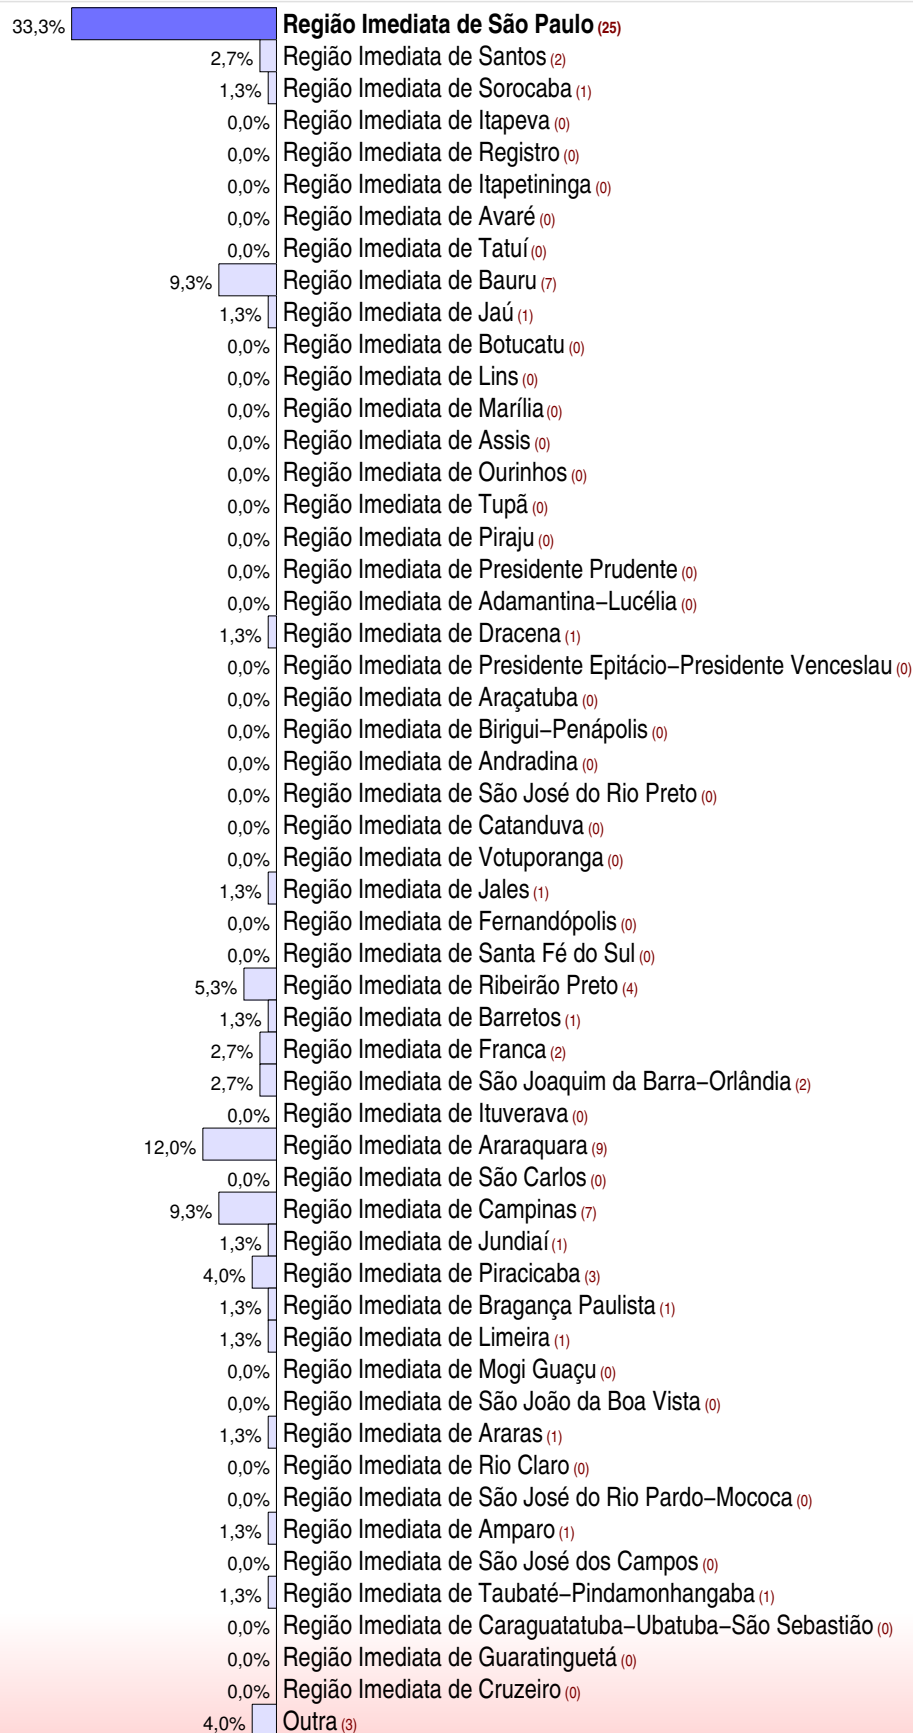 33,3% Região Imediata de São Paulo (25)
2,7% Região Imediata de Santos (2)
1,3% Região Imediata de Sorocaba (1)
0,0% Região Imediata de Itapeva (0)
0,0% Região Imediata de Registro (0)
0,0% Região Imediata de Itapetininga (0)
0,0% Região Imediata de Avaré (0)
0,0% Região Imediata de Tatuí (0)
9,3% Região Imediata de Bauru (7)
1,3% Região Imediata de Jaú (1)
0,0% Região Imediata de Botucatu (0)
0,0% Região Imediata de Lins (0)
0,0% Região Imediata de Marília (0)
0,0% Região Imediata de Assis (0)
0,0% Região Imediata de Ourinhos (0)
0,0% Região Imediata de Tupã (0)
0,0% Região Imediata de Piraju (0)
0,0% Região Imediata de Presidente Prudente (0)
0,0% Região Imediata de Adamantina–Lucélia (0)
1,3% Região Imediata de Dracena (1)
0,0% Região Imediata de Presidente Epitácio–Presidente Venceslau (0)
0,0% Região Imediata de Araçatuba (0)
0,0% Região Imediata de Birigui–Penápolis (0)
0,0% Região Imediata de Andradina (0)
0,0% Região Imediata de São José do Rio Preto (0)
0,0% Região Imediata de Catanduva (0)
0,0% Região Imediata de Votuporanga (0)
1,3% Região Imediata de Jales (1)
0,0% Região Imediata de Fernandópolis (0)
0,0% Região Imediata de Santa Fé do Sul (0)
5,3% Região Imediata de Ribeirão Preto (4)
1,3% Região Imediata de Barretos (1)
2,7% Região Imediata de Franca (2)
2,7% Região Imediata de São Joaquim da Barra–Orlândia (2)
0,0% Região Imediata de Ituverava (0)
12,0% Região Imediata de Araraquara (9)
0,0% Região Imediata de São Carlos (0)
9,3% Região Imediata de Campinas (7)
1,3% Região Imediata de Jundiaí (1)
4,0% Região Imediata de Piracicaba (3)
1,3% Região Imediata de Bragança Paulista (1)
1,3% Região Imediata de Limeira (1)
0,0% Região Imediata de Mogi Guaçu (0)
0,0% Região Imediata de São João da Boa Vista (0)
1,3% Região Imediata de Araras (1)
0,0% Região Imediata de Rio Claro (0)
0,0% Região Imediata de São José do Rio Pardo–Mococa (0)
1,3% Região Imediata de Amparo (1)
0,0% Região Imediata de São José dos Campos (0)
1,3% Região Imediata de Taubaté–Pindamonhangaba (1)
0,0% Região Imediata de Caraguatatuba–Ubatuba–São Sebastião (0)
0,0% Região Imediata de Guaratinguetá (0)
0,0% Região Imediata de Cruzeiro (0)
4,0% Outra (3)